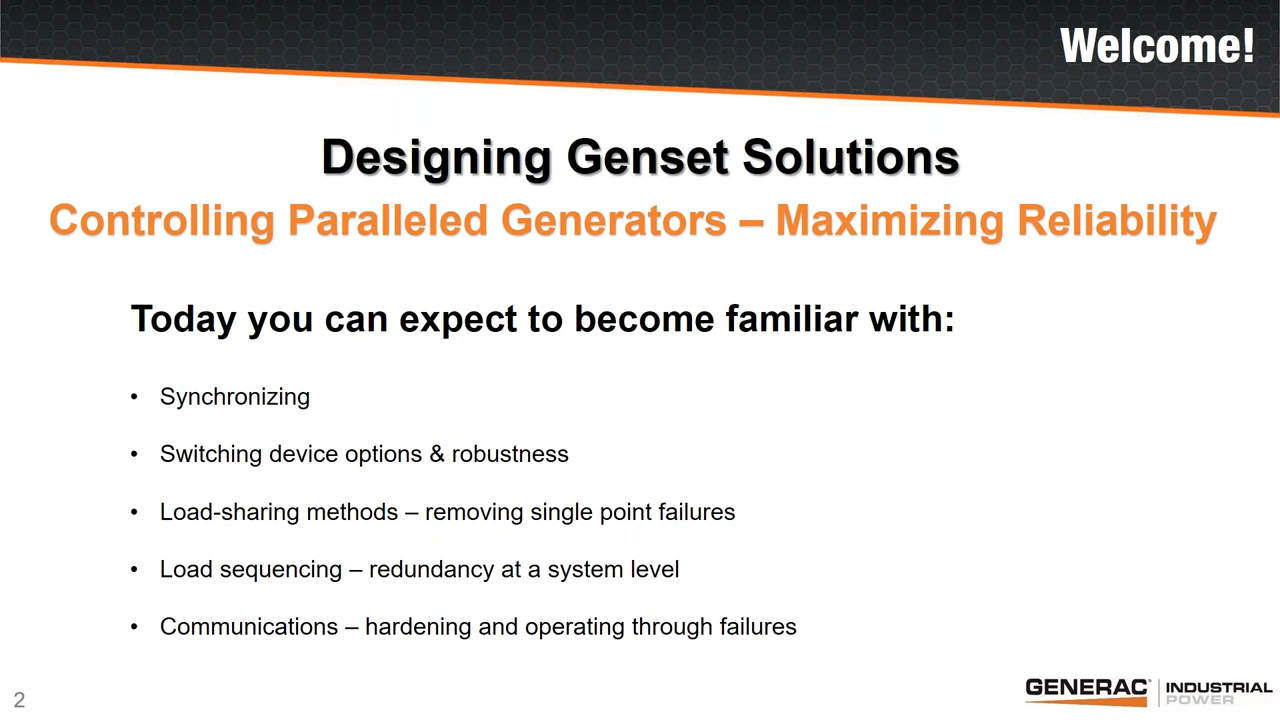 Welcome!
Designing Genset Solutions
Controlling Paralleled Generators – Maximizing Reliability
Today you can expect to become familiar with:
• Synchronizing
• Switching device options & robustness
• Load-sharing methods – removing single point failures
• Load sequencing – redundancy at a system level
• Communications – hardening and operating through failures
2
GENERAC® | INDUSTRIAL
POWER